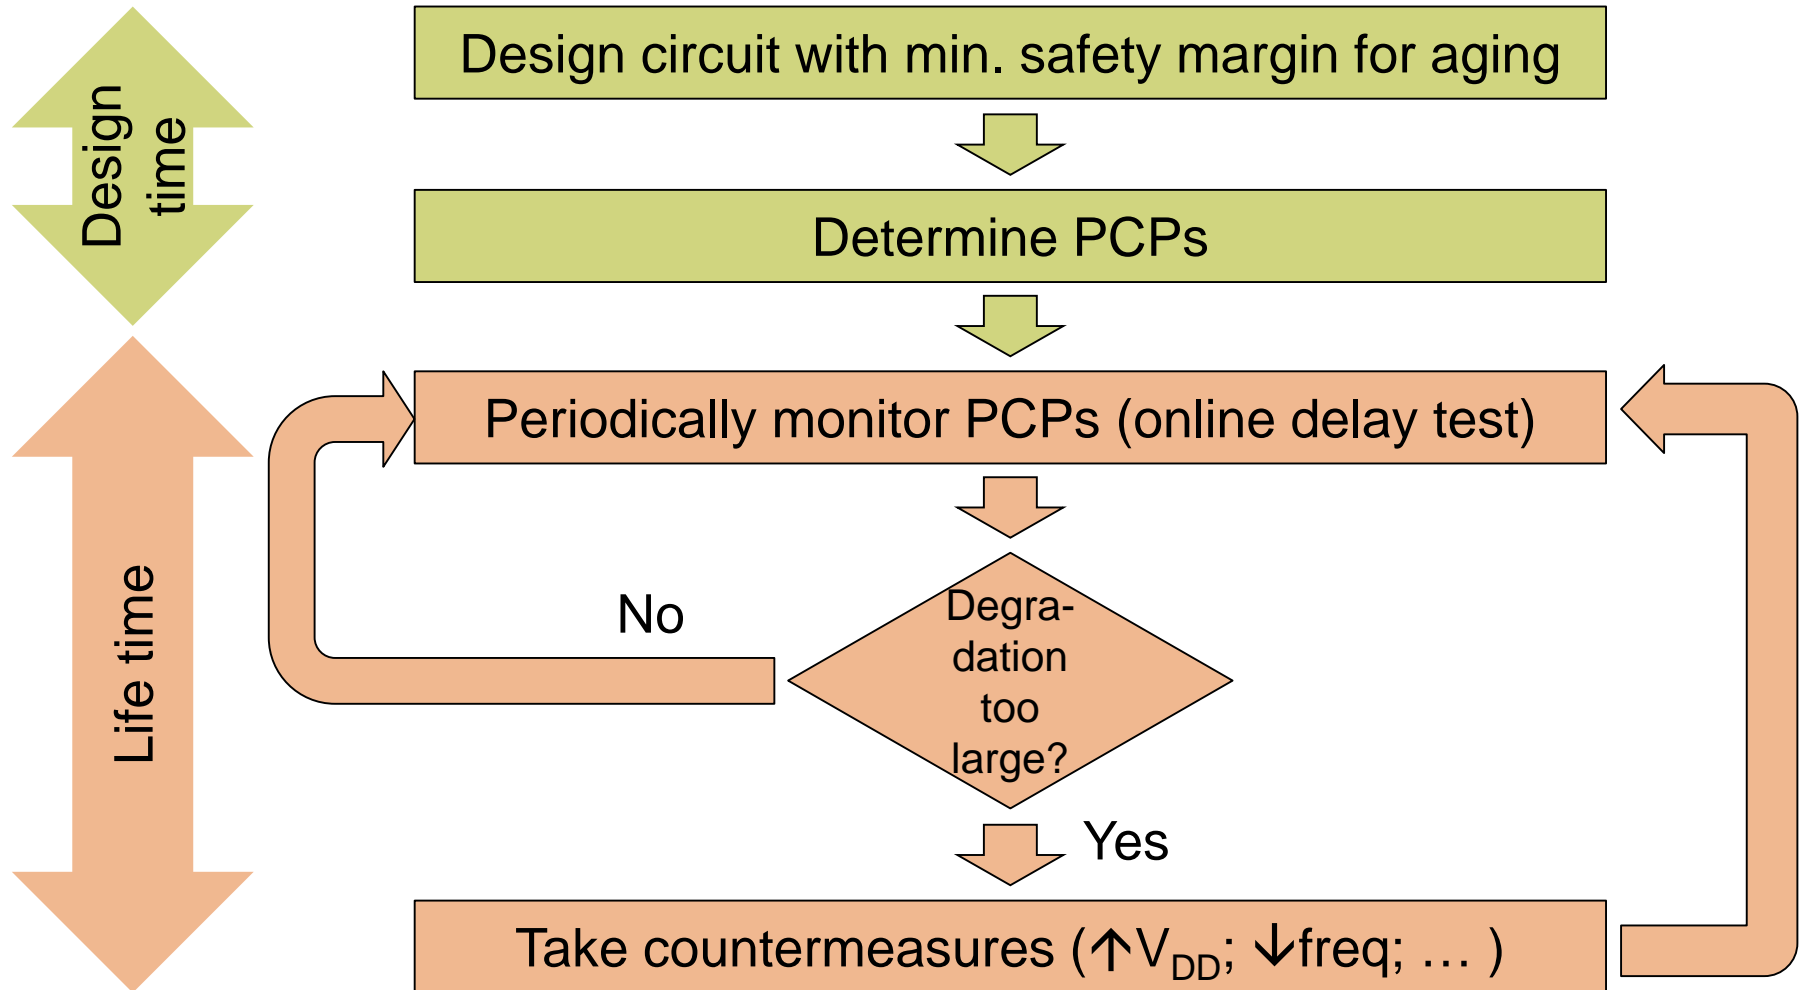 Design circuit with min. safety margin for aging
Design
time
Determine PCPs
Periodically monitor PCPs (online delay test)
No
Degra-
dation
too
large?
Life time
Yes
Take countermeasures (↑VDD; ↓freq; … )